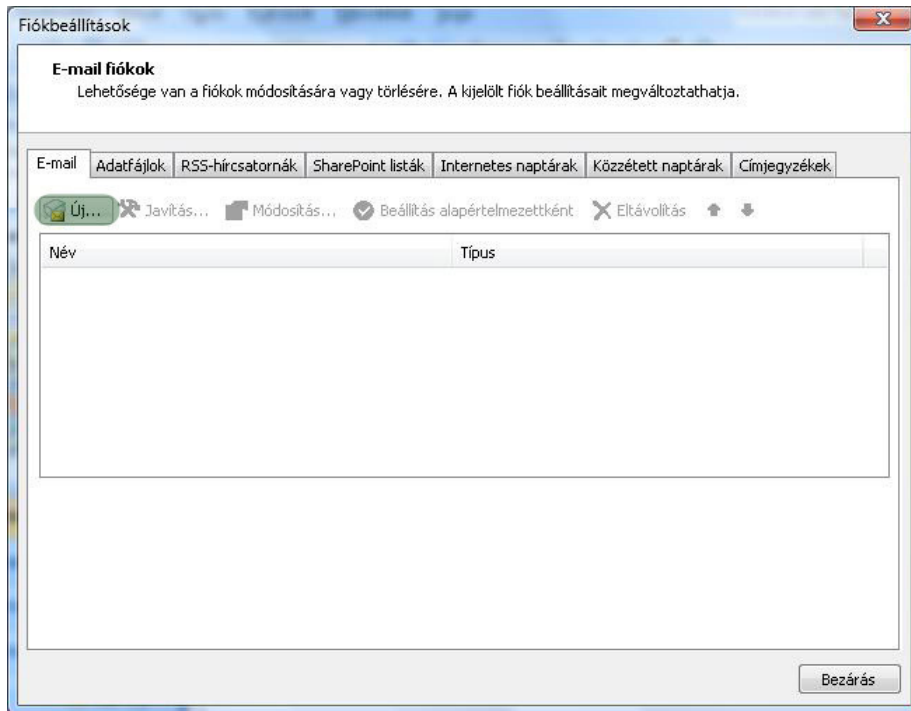 Fiókbeállítások
E-mail fiókok
Lehetősége van a fiókok módosítására vagy törlésére. A kijelölt fiók beállításait megváltoztathatja.
E-mail Adatfájlok RSS-hírcsatornák SharePoint listák Internetes naptárak Közzétett naptárak Címjegyzékek
Új... Javítás... Módosítás... Beállítás alapértelmezettként Eltávolítás
Név Típus
Bezárás